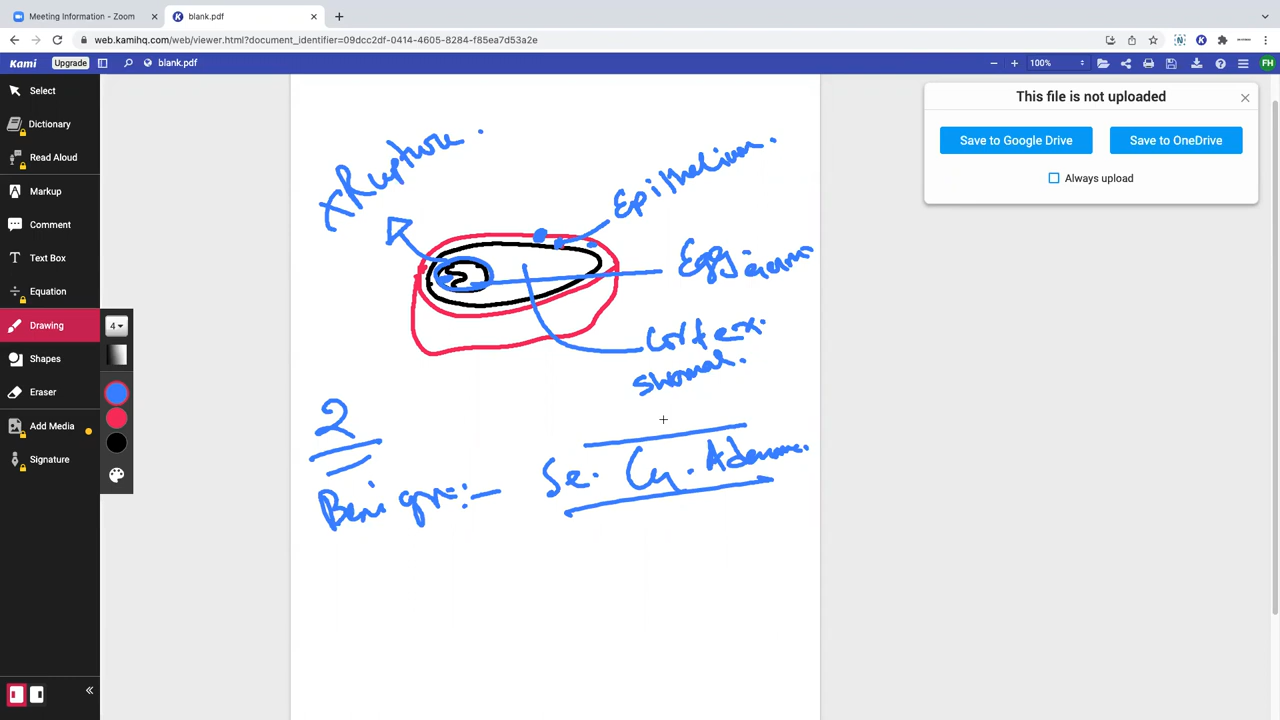 Meeting Information - Zoom
blank.pdf
web.kamihq.com/web/viewer.html?document_identifier=09dcc2df-0414-4605-8284-f85ea7d53a2e
Kami
Upgrade
blank.pdf
100%
FH
Select
Dictionary
Read Aloud
Markup
Comment
Text Box
Equation
Drawing
4
Shapes
Eraser
Add Media
Signature
This file is not uploaded
Save to Google Drive
Save to OneDrive
Always upload
X Rupture.
Epithelium.
Egg
Cortex.
2
Benign:-
Se. Cy. Adenoma.